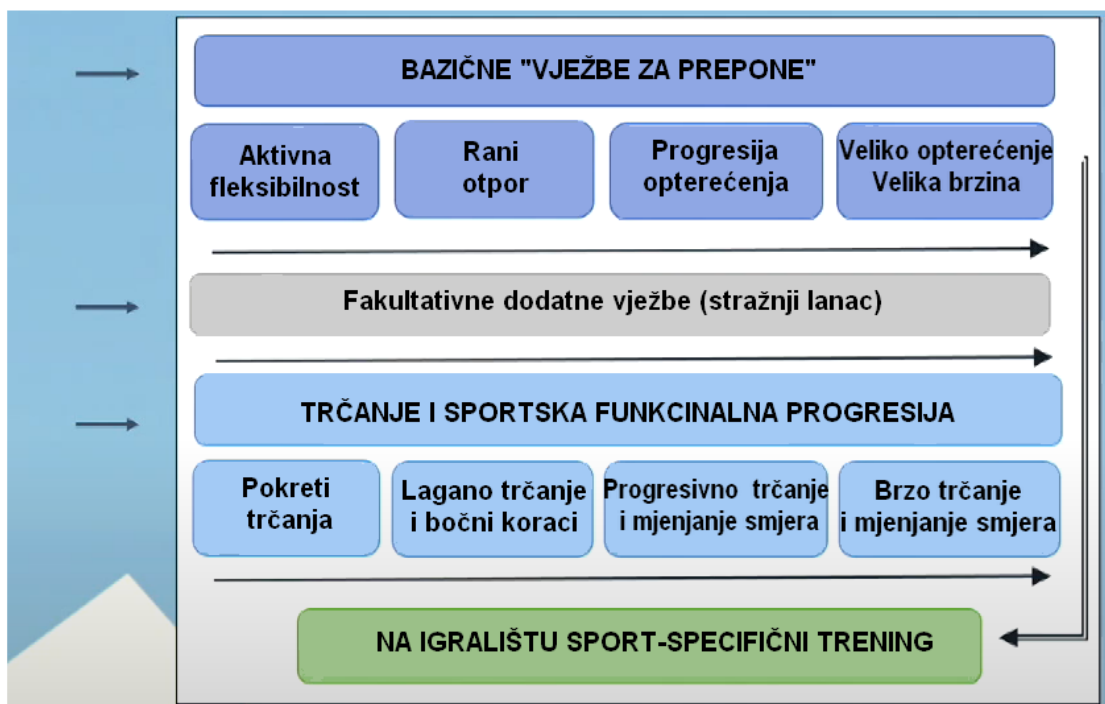 BAZIČNE "VJEŽBE ZA PREPONE"
Aktivna
fleksibilnost
Rani
otpor
Progresija
opterećenja
Veliko opterećenje
Velika brzina
Fakultativne dodatne vježbe (stražnji lanac)
TRČANJE I SPORTSKA FUNKCINALNA PROGRESIJA
Pokreti
trčanja
Lagano trčanje
i bočni koraci
Progresivno trčanje
i mjenjanje smjera
Brzo trčanje
i mjenjanje smjera
NA IGRALIŠTU SPORT-SPECIFIČNI TRENING